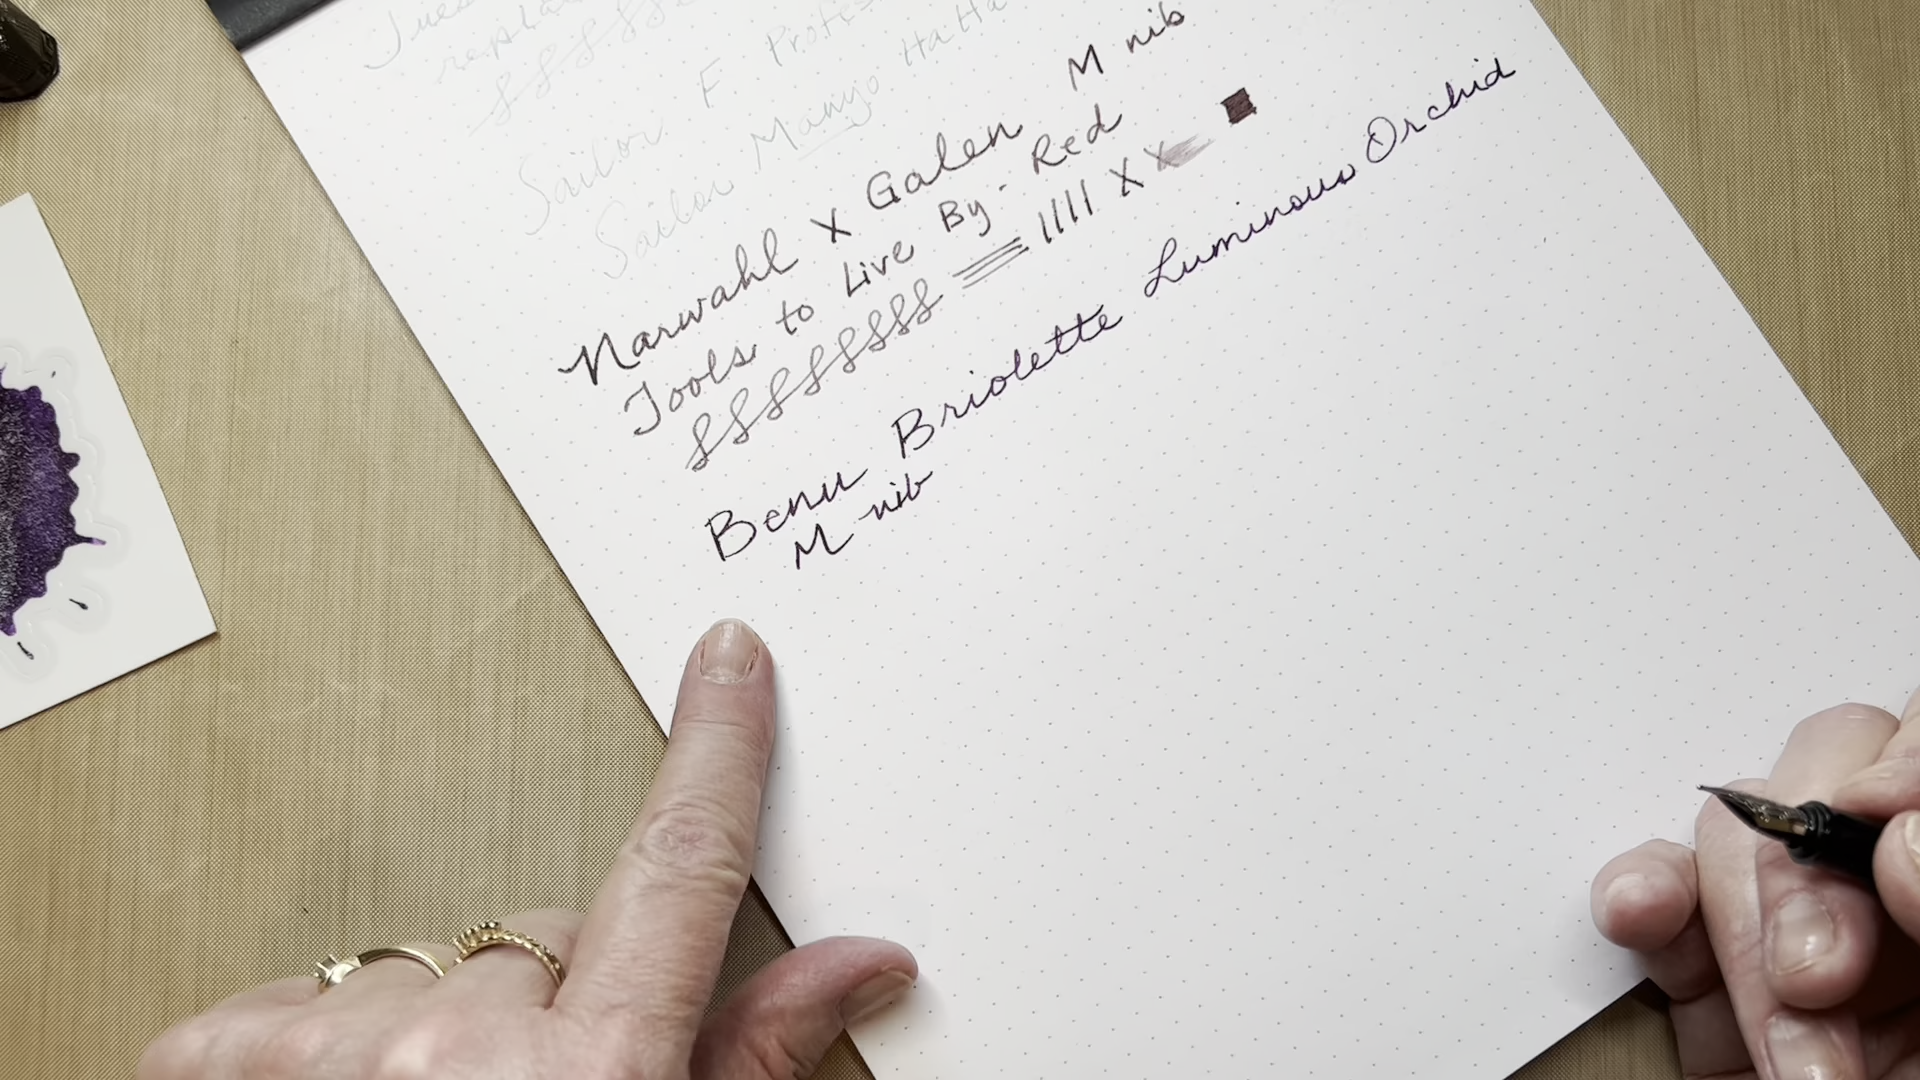 Sailor F Profes
Sailor Manyo HaHa
Narwahl X Galen M nib
Tools to Live By - Red
X X
Benu Briolette Luminous Orchid
M nib